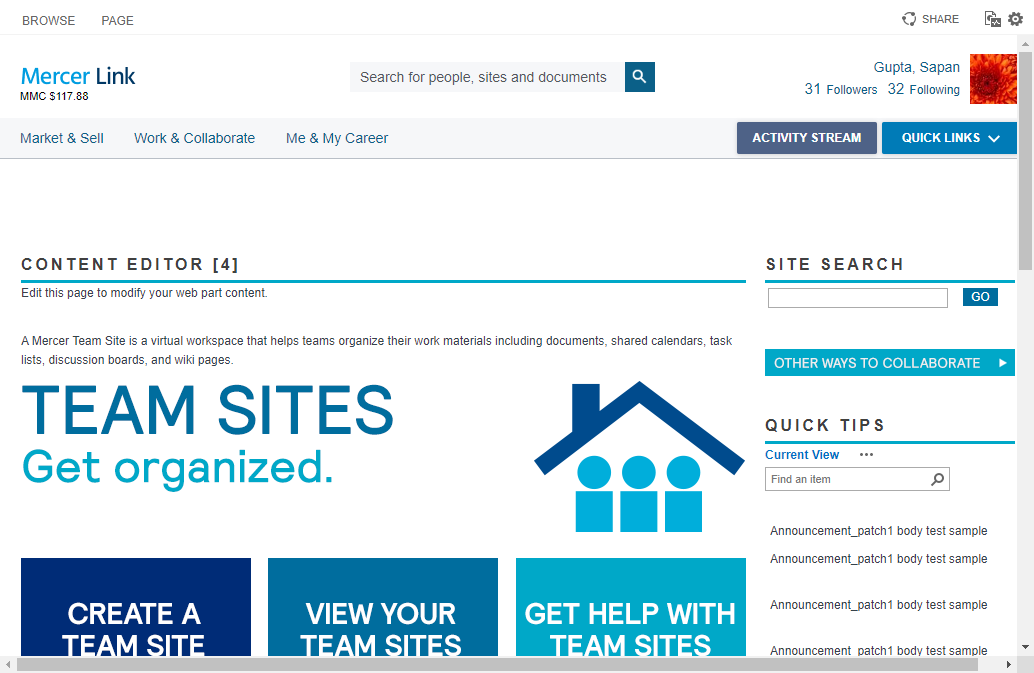 BROWSE PAGE SHARE
Mercer Link
MMC $117.88
Search for people, sites and documents
Gupta, Sapan
31 Followers 32 Following
Market & Sell Work & Collaborate Me & My Career
ACTIVITY STREAM QUICK LINKS
CONTENT EDITOR [4]
Edit this page to modify your web part content.
A Mercer Team Site is a virtual workspace that helps teams organize their work materials including documents, shared calendars, task
lists, discussion boards, and wiki pages.
TEAM SITES
Get organized.
CREATE A
TEAM SITE
VIEW YOUR
TEAM SITES
GET HELP WITH
TEAM SITES
SITE SEARCH
GO
OTHER WAYS TO COLLABORATE
QUICK TIPS
Current View ...
Find an item
Announcement_patch1 body test sample
Announcement_patch1 body test sample
Announcement_patch1 body test sample
Announcement_patch1 body test sample